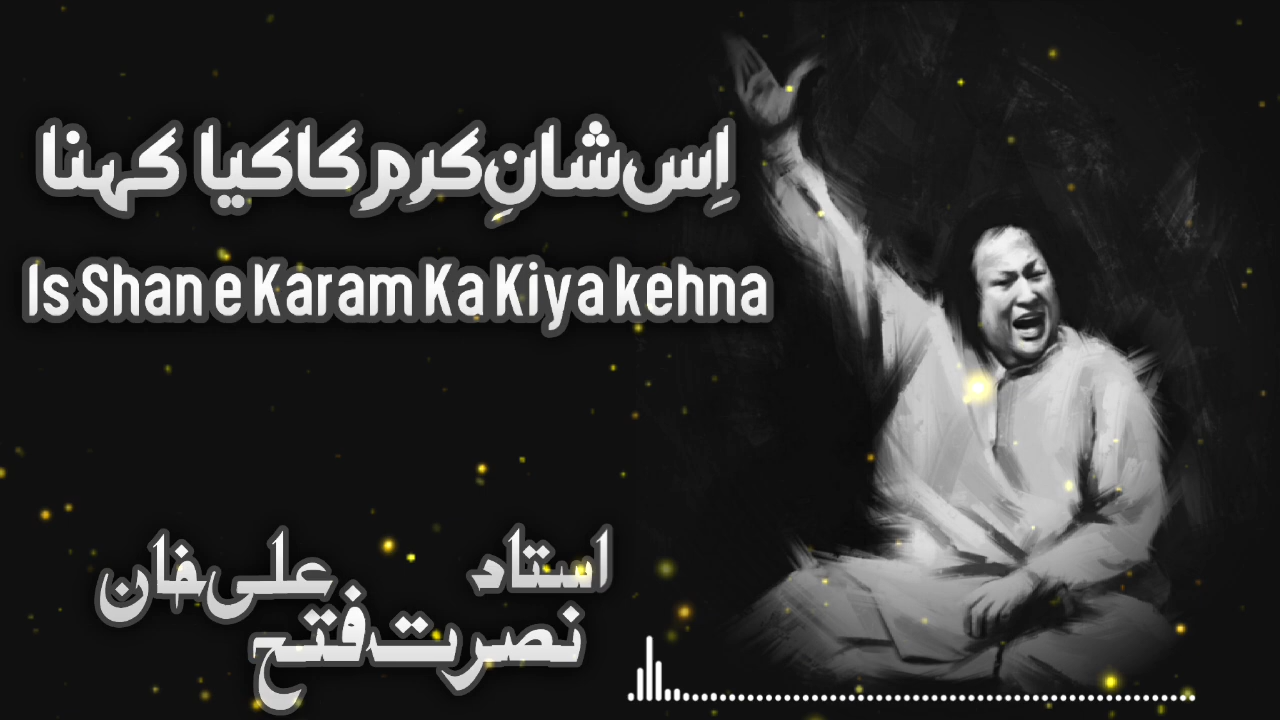 اِس شانِ کرم کا کیا کہنا
Is Shan e Karam Ka Kiya kehna
استاد
نصرت فتح علی خان